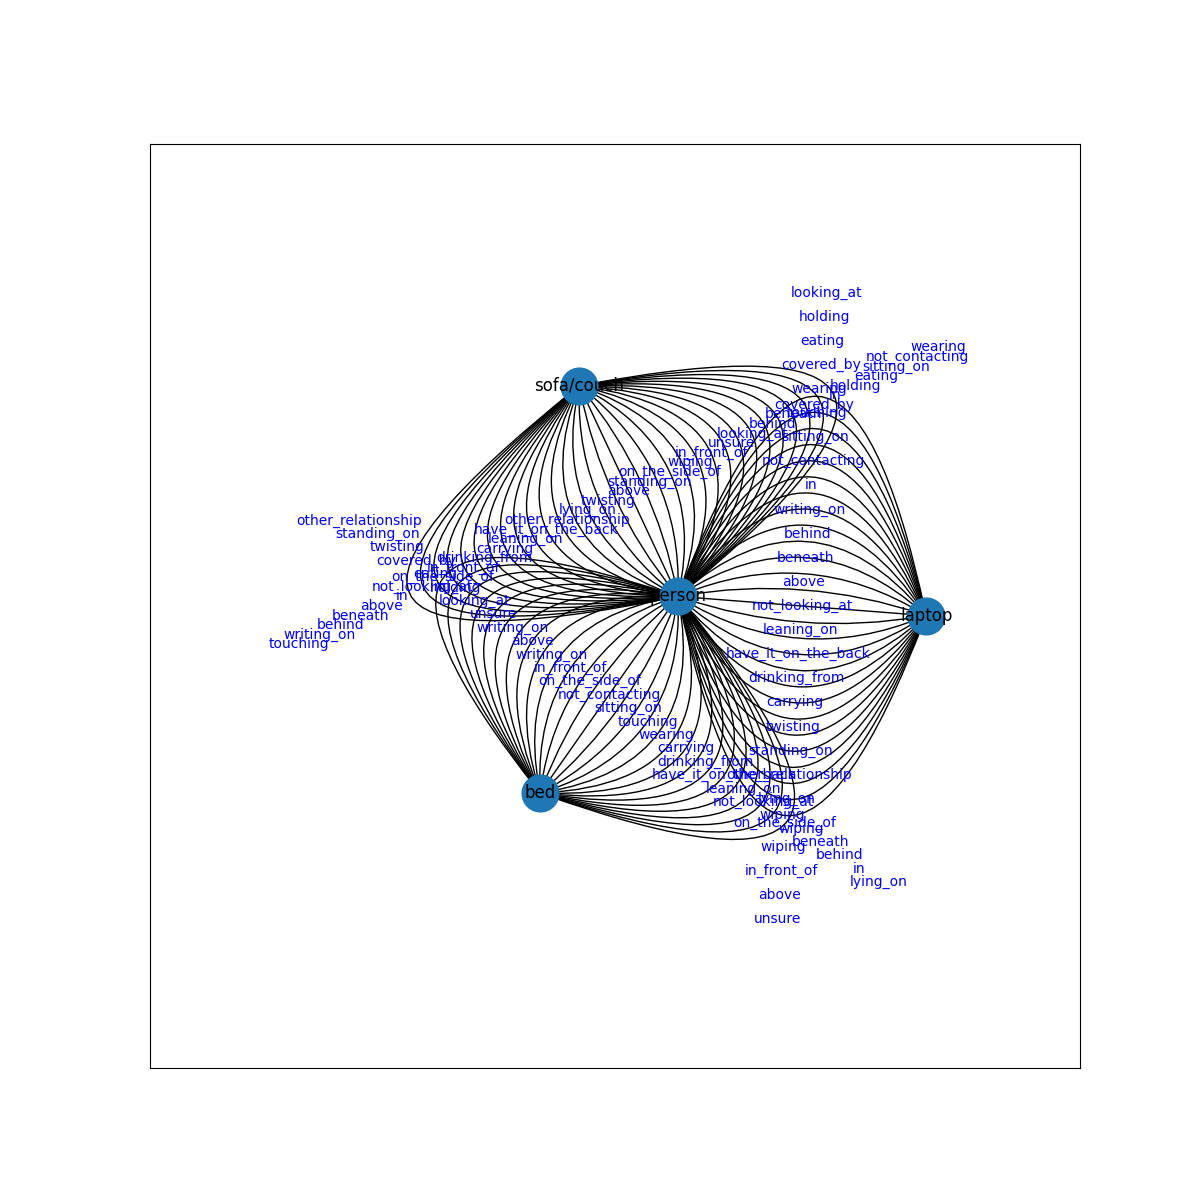 looking_at
holding
eating
wearing
not_contacting
covered_by
sitting_on
eating
sofa/couch
holding
wearing
covered_by
behind
looking_at
sitting_on
unsure
in_front_of
not_contacting
wiping
on_the_side_of
standing_on
in
above
twisting
lying_on
writing_on
other_relationship
other_relationship
have_it_on_the_back
standing_on
behind
leaning_on
twisting
carrying
drinking_from
beneath
covered_by
in_front_of
on_the_side_of
above
not_looking_at
in
person
looking_at
above
not_looking_at
beneath
unsure
laptop
behind
writing_on
leaning_on
writing_on
touching
above
have_it_on_the_back
writing_on
in_front_of
on_the_side_of
drinking_from
not_contacting
carrying
sitting_on
touching
twisting
wearing
carrying
standing_on
drinking_from
have_it_on_the_back
other_relationship
leaning_on
bed
not_looking_at
lying_on
wiping
on_the_side_of
wiping
beneath
wiping
behind
in_front_of
in
lying_on
above
unsure